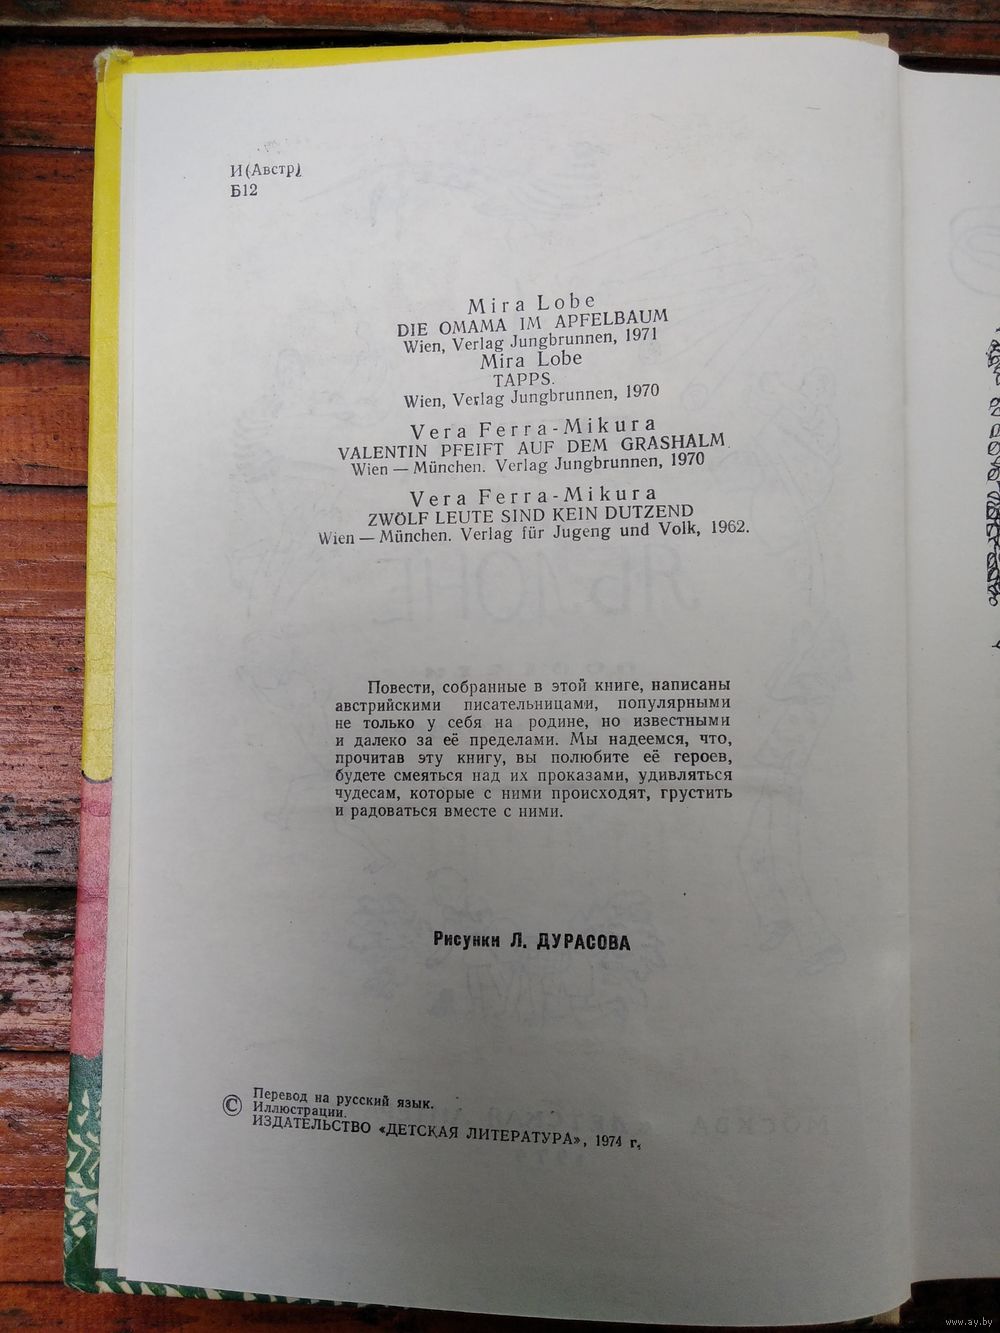 И(Австр)
Б12
Mira Lobe
DIE OMAMA IM APFELBAUM
Wien, Verlag Jungbrunnen, 1971
Mira Lobe
TAPPS.
Wien, Verlag Jungbrunnen, 1970
Vera Ferra-Mikura
VALENTIN PFEIFT AUF DEM GRASHALM.
Wien — München. Verlag Jungbrunnen, 1970
Vera Ferra-Mikura
ZWÖLF LEUTE SIND KEIN DUTZEND
Wien — München. Verlag für Jugeng und Volk, 1962.
Повести, собранные в этой книге, написаны
австрийскими писательницами, популярными
не только у себя на родине, но известными
и далеко за её пределами. Мы надеемся, что,
прочитав эту книгу, вы полюбите её героев,
будете смеяться над их проказами, удивляться
чудесам, которые с ними происходят, грустить
и радоваться вместе с ними.
Рисунки Л. ДУРАСОВА
© Перевод на русский язык.
Иллюстрации.
ИЗДАТЕЛЬСТВО «ДЕТСКАЯ ЛИТЕРАТУРА», 1974 г.
www.ay.by